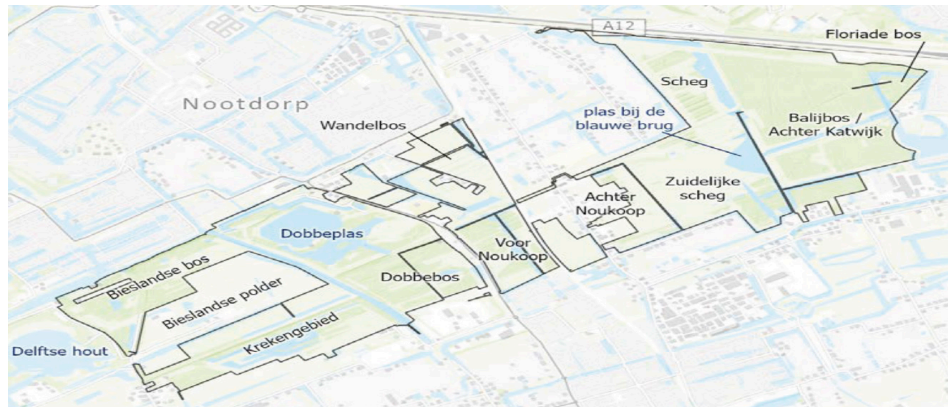 A12
Floriade bos
Scheg
Nootdorp
plas bij de
blauwe brug
Wandelbos
Balijbos /
Achter Katwijk
Zuidelijke
scheg
Achter
Noukoop
Dobbeplas
Voor
Noukoop
Bieslandse bos
Dobbebos
Bieslandse polder
Krekengebied
Delftse hout